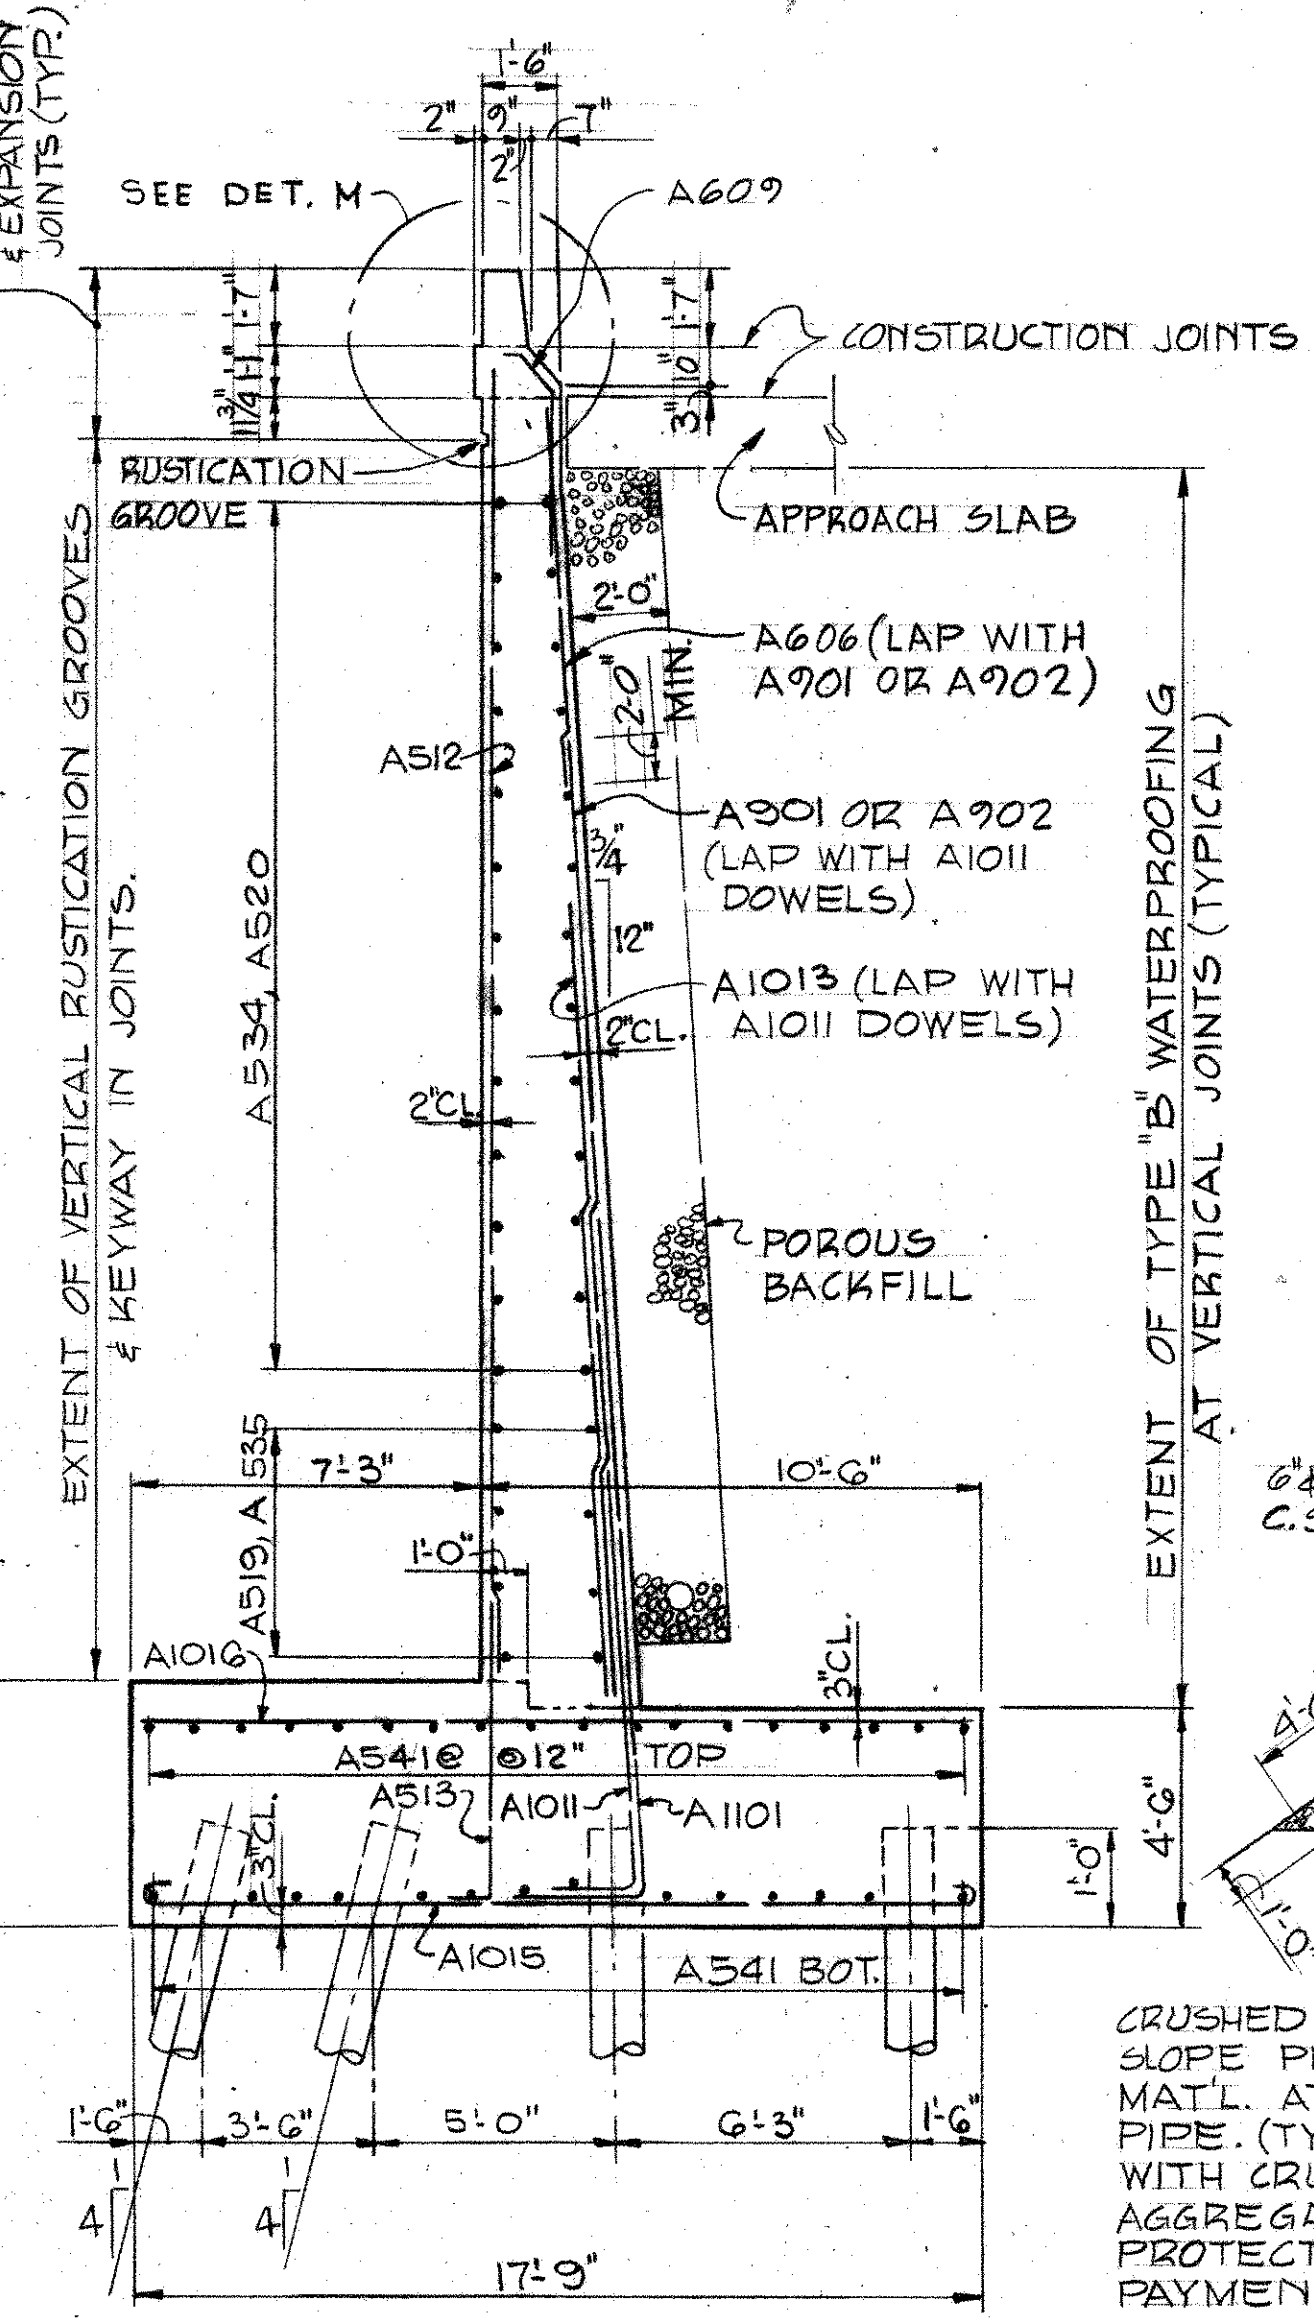 & EXPANSION
JOINTS (TYP.)
1'-6"
2" 9" 7"
2"
SEE DET. M
A609
1'-7"
1'-1"
11 3/4"
1'-7"
10"
3"
CONSTRUCTION JOINTS
RUSTICATION
GROOVE
APPROACH SLAB
2'-0"
A606 (LAP WITH
A901 OR A902)
2'-0"
MIN.
A512
A901 OR A902
(LAP WITH A1011
DOWELS)
3/4"
12"
A1013 (LAP WITH
A1011 DOWELS)
2"CL.
2"CL.
EXTENT OF VERTICAL RUSTICATION GROOVES
& KEYWAY IN JOINTS.
A534, A520
POROUS
BACKFILL
EXTENT OF TYPE "B" WATERPROOFING
AT VERTICAL JOINTS (TYPICAL)
A519, A535
7'-3"
10'-6"
1'-0"
A1016
3"CL.
A541@ @12" TOP
A513
A1011
A1101
3"CL.
1'-0"
4'-6"
A1015
A541 BOT.
1'-6" 3'-6" 5'-0" 6'-3" 1'-6"
1
4
1
4
17'-9"
CRUSHED
SLOPE
MAT'L.
PIPE. (
WITH
PAYMEN